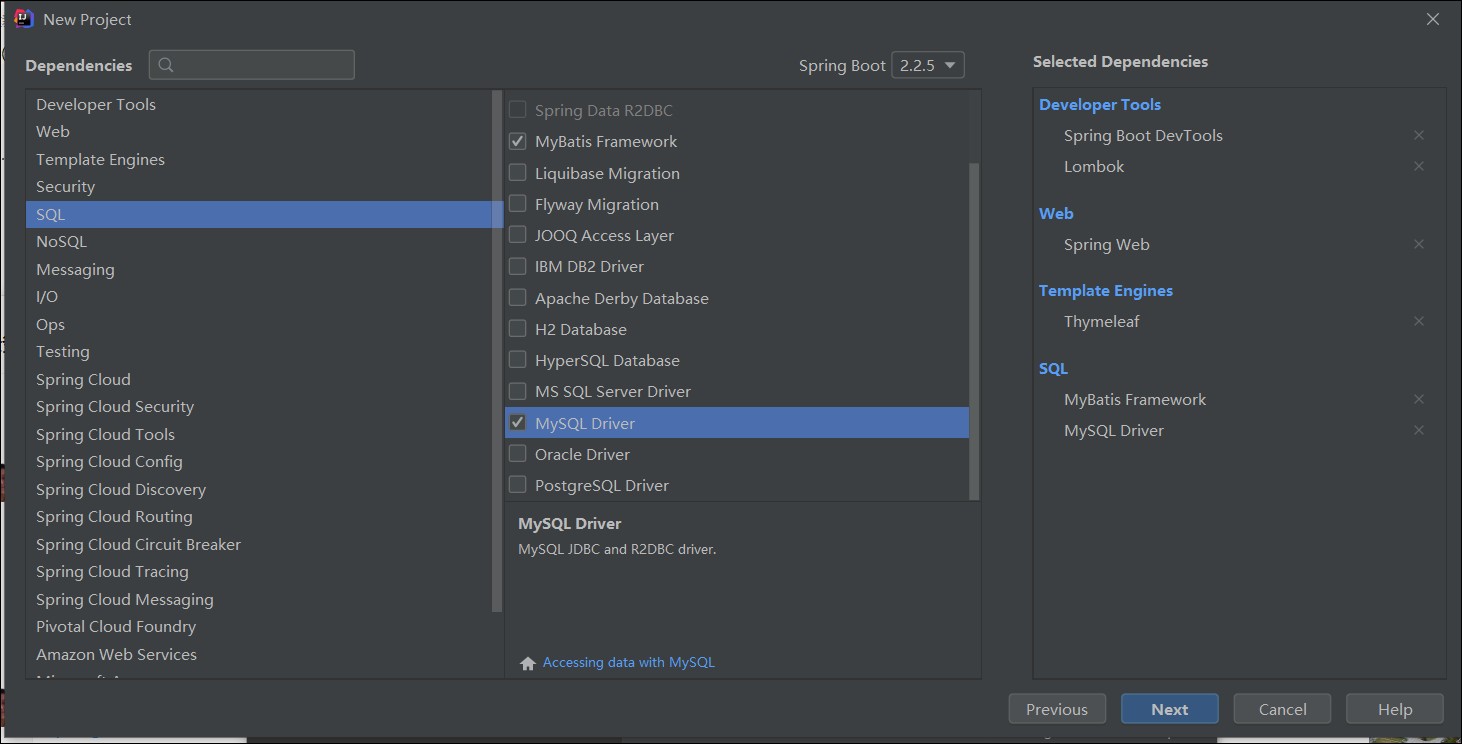 New Project
Dependencies
Spring Boot 2.2.5
Selected Dependencies
Developer Tools
Web
Template Engines
Security
SQL
NoSQL
Messaging
I/O
Ops
Testing
Spring Cloud
Spring Cloud Security
Spring Cloud Tools
Spring Cloud Config
Spring Cloud Discovery
Spring Cloud Routing
Spring Cloud Circuit Breaker
Spring Cloud Tracing
Spring Cloud Messaging
Pivotal Cloud Foundry
Amazon Web Services
Spring Data R2DBC
MyBatis Framework
Liquibase Migration
Flyway Migration
JOOQ Access Layer
IBM DB2 Driver
Apache Derby Database
H2 Database
HyperSQL Database
MS SQL Server Driver
MySQL Driver
Oracle Driver
PostgreSQL Driver
MySQL Driver
MySQL JDBC and R2DBC driver.
Accessing data with MySQL
Developer Tools
Spring Boot DevTools
Lombok
Web
Spring Web
Template Engines
Thymeleaf
SQL
MyBatis Framework
MySQL Driver
Previous
Next
Cancel
Help